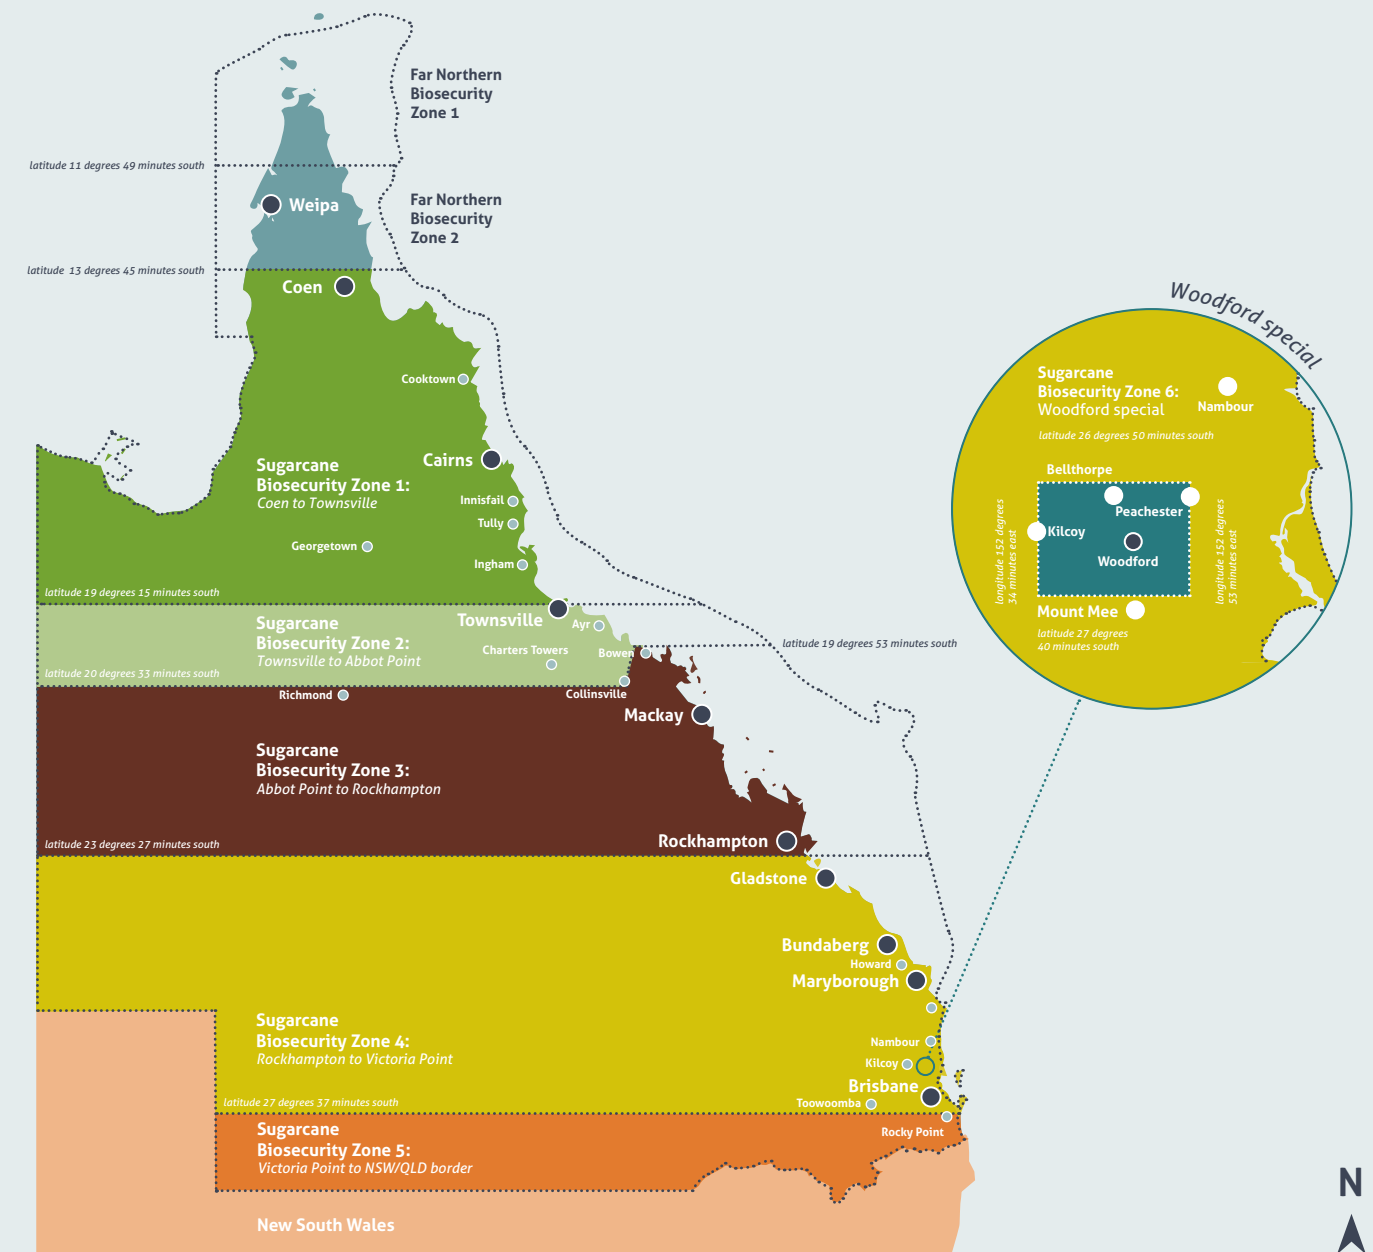 Far Northern
Biosecurity
Zone 1
latitude 11 degrees 49 minutes south
Weipa
Far Northern
Biosecurity
Zone 2
latitude  13 degrees 45 minutes south
Coen
Cooktown
Cairns
Sugarcane
Biosecurity Zone 1:
Coen to Townsville
Innisfail
Tully
Georgetown
Ingham
latitude 19 degrees 15 minutes south
Sugarcane
Biosecurity Zone 2:
Townsville to Abbot Point
Townsville
Ayr
Charters Towers
Bowen
latitude 19 degrees 53 minutes south
latitude 20 degrees 33 minutes south
Richmond
Collinsville
Mackay
Sugarcane
Biosecurity Zone 3:
Abbot Point to Rockhampton
latitude 23 degrees 27 minutes south
Rockhampton
Gladstone
Bundaberg
Howard
Maryborough
Sugarcane
Biosecurity Zone 4:
Rockhampton to Victoria Point
Nambour
Kilcoy
Brisbane
Toowoomba
latitude 27 degrees 37 minutes south
Sugarcane
Biosecurity Zone 5:
Victoria Point to NSW/QLD border
Rocky Point
New South Wales
Woodford special
Sugarcane
Biosecurity Zone 6:
Woodford special
Nambour
latitude 26 degrees 50 minutes south
Bellthorpe
Peachester
Kilcoy
Woodford
longitude 152 degrees
34 minutes east
longitude 152 degrees
53 minutes east
Mount Mee
latitude 27 degrees
40 minutes south
N